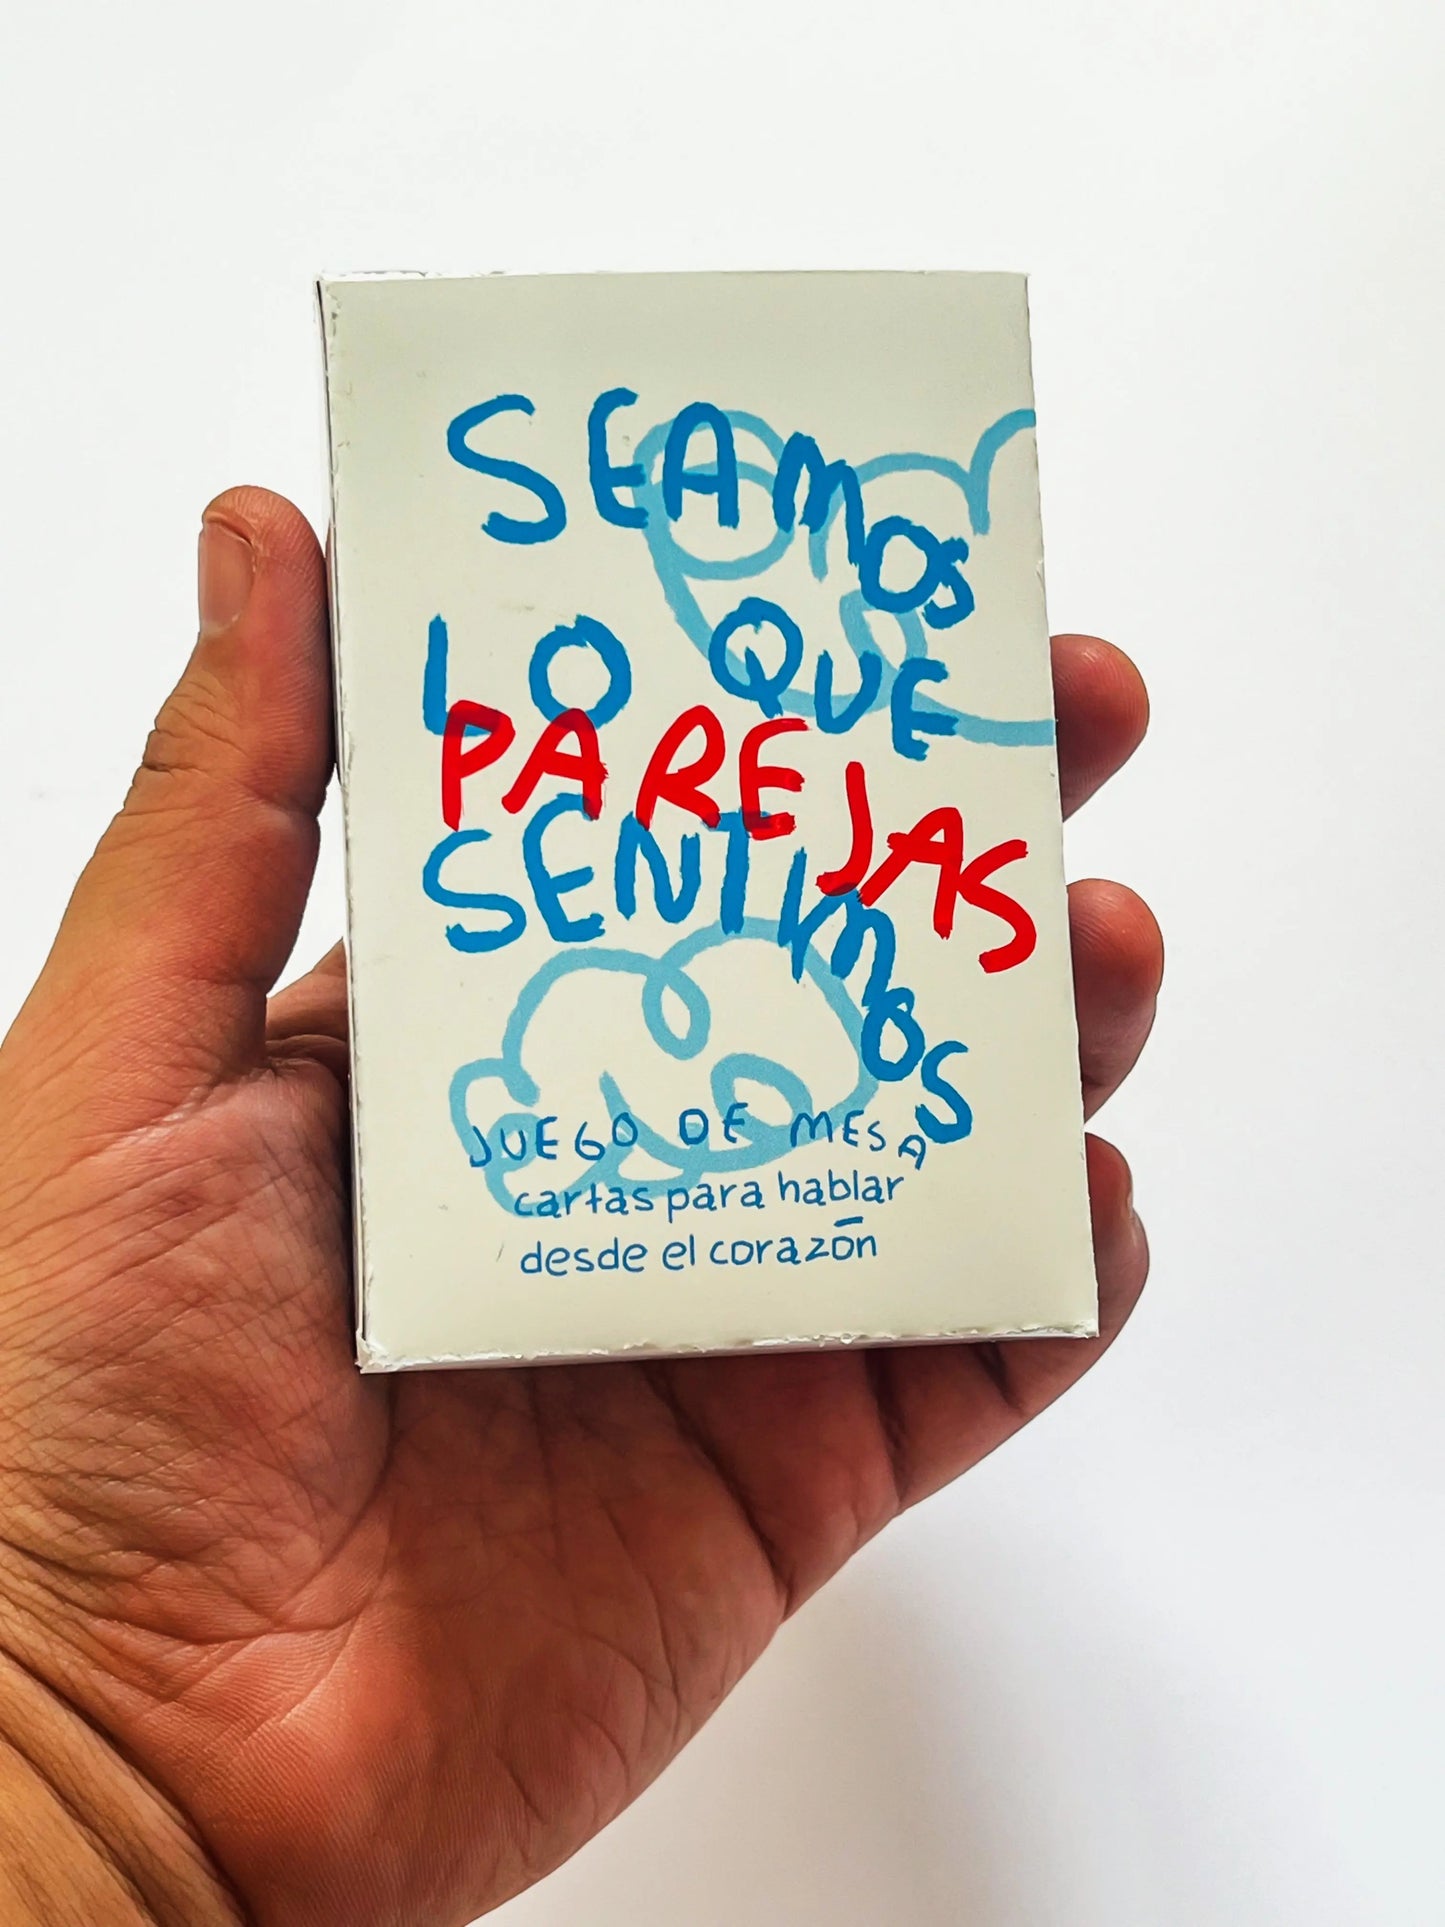 SEAMOS
LO QUE
PAREJAS
SENTIMOS
JUEGO DE MESA
cartas para hablar
desde el corazón